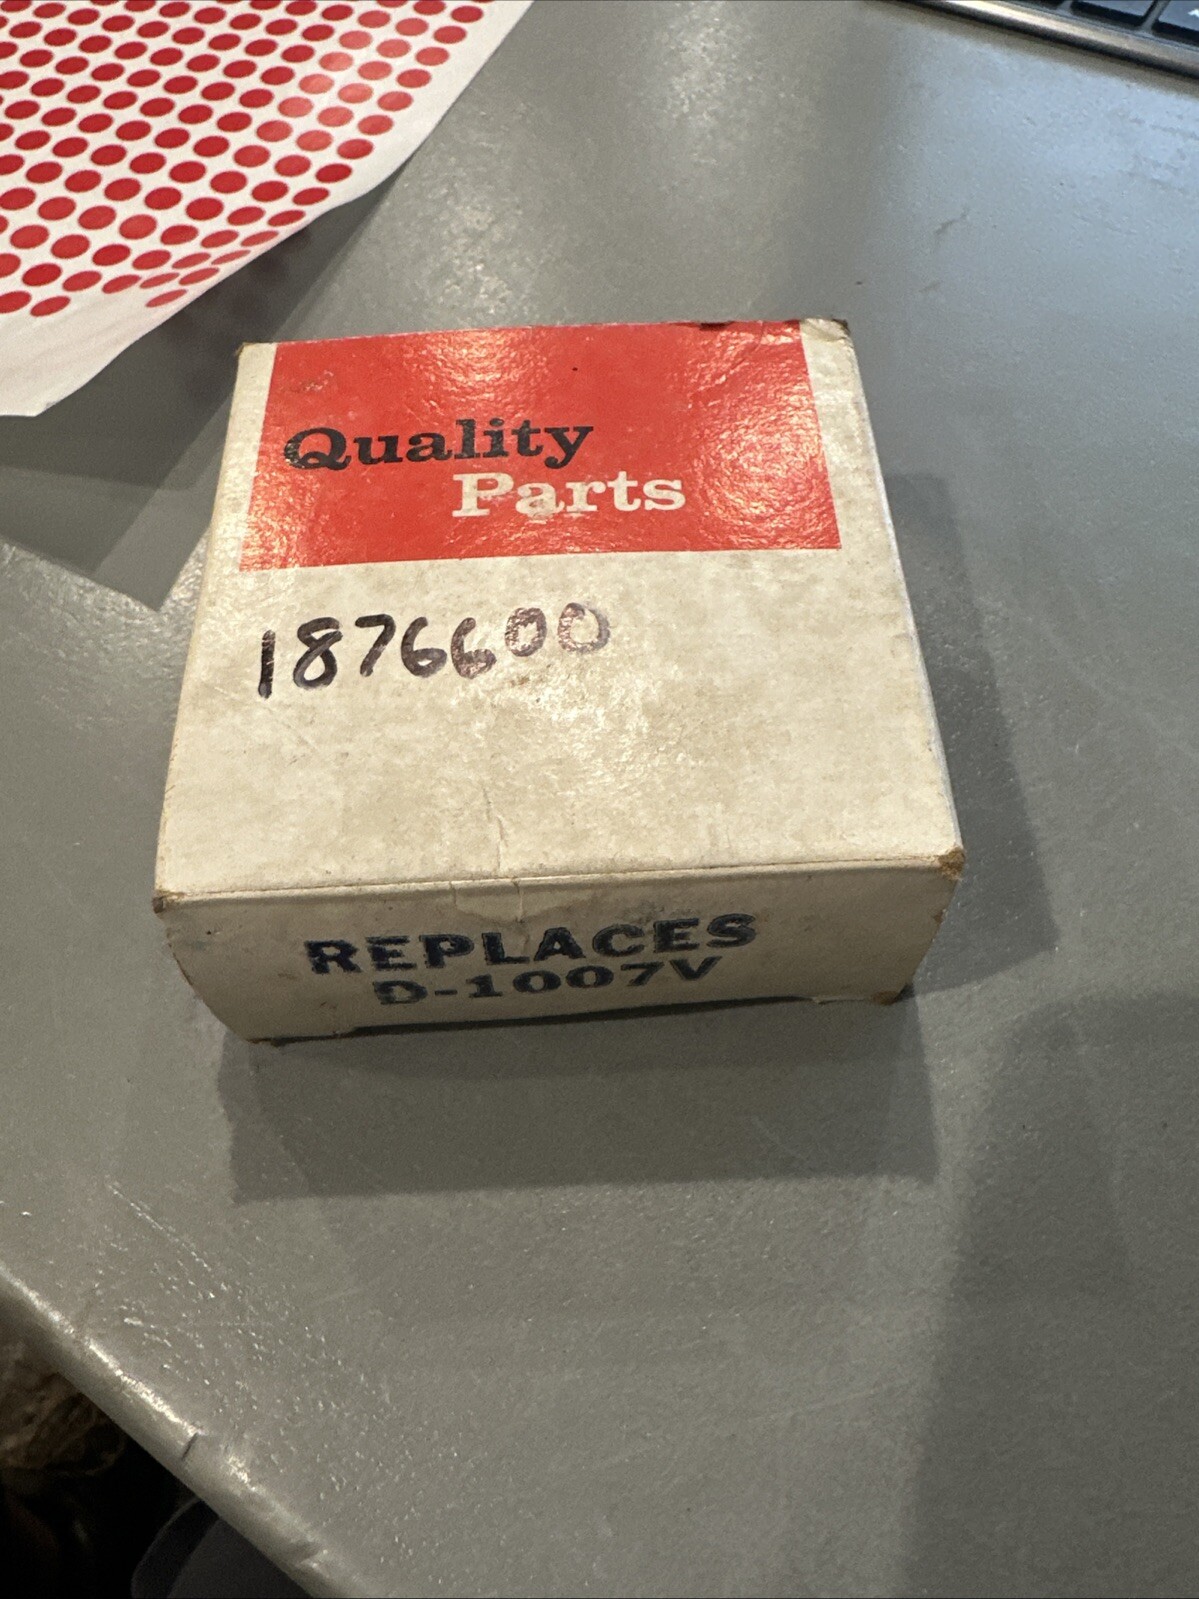 Quality
Parts
1876600
REPLACES
D-1007V